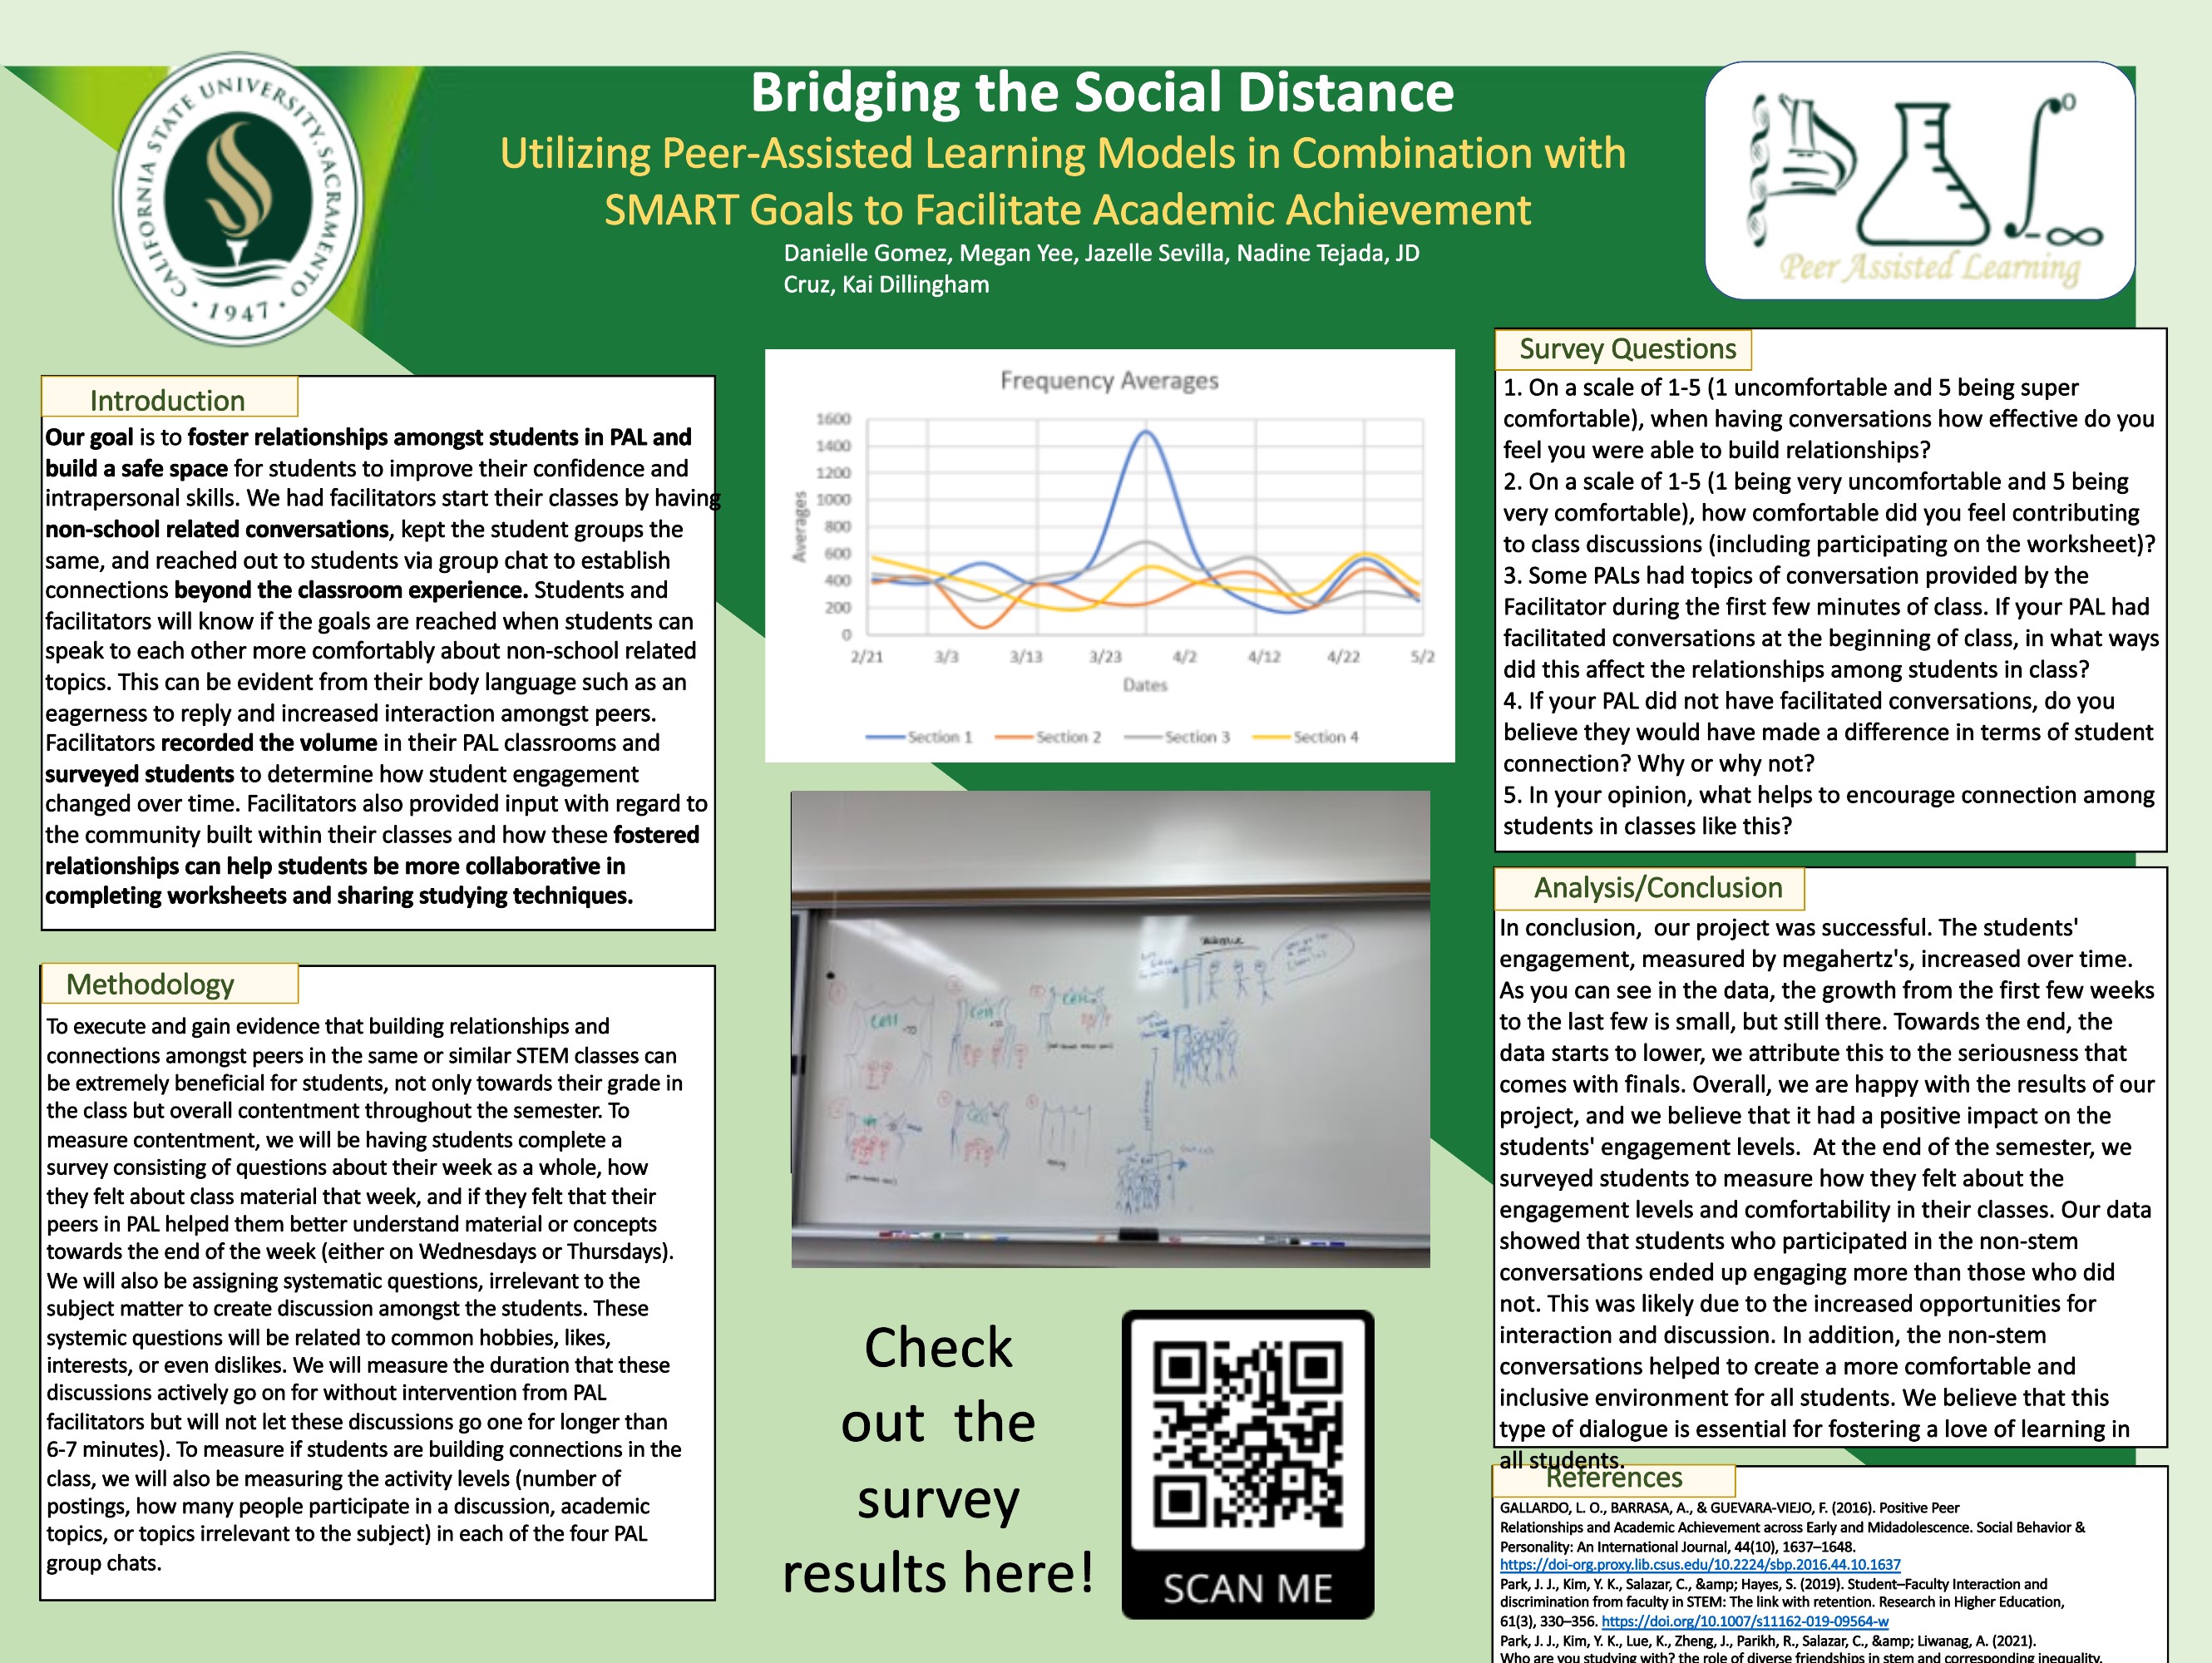 CALIFORNIA STATE UNIVERSITY, SACRAMENTO
• 1947 •
Bridging the Social Distance
Utilizing Peer-Assisted Learning Models in Combination with
SMART Goals to Facilitate Academic Achievement
Danielle Gomez, Megan Yee, Jazelle Sevilla, Nadine Tejada, JD
Cruz, Kai Dillingham
Peer Assisted Learning
Introduction
Our goal is to foster relationships amongst students in PAL and
build a safe space for students to improve their confidence and
intrapersonal skills. We had facilitators start their classes by having
non-school related conversations, kept the student groups the
same, and reached out to students via group chat to establish
connections beyond the classroom experience. Students and
facilitators will know if the goals are reached when students can
speak to each other more comfortably about non-school related
topics. This can be evident from their body language such as an
eagerness to reply and increased interaction amongst peers.
Facilitators recorded the volume in their PAL classrooms and
surveyed students to determine how student engagement
changed over time. Facilitators also provided input with regard to
the community built within their classes and how these fostered
relationships can help students be more collaborative in
completing worksheets and sharing studying techniques.
Methodology
To execute and gain evidence that building relationships and
connections amongst peers in the same or similar STEM classes can
be extremely beneficial for students, not only towards their grade in
the class but overall contentment throughout the semester. To
measure contentment, we will be having students complete a
survey consisting of questions about their week as a whole, how
they felt about class material that week, and if they felt that their
peers in PAL helped them better understand material or concepts
towards the end of the week (either on Wednesdays or Thursdays).
We will also be assigning systematic questions, irrelevant to the
subject matter to create discussion amongst the students. These
systemic questions will be related to common hobbies, likes,
interests, or even dislikes. We will measure the duration that these
discussions actively go on for without intervention from PAL
facilitators but will not let these discussions go one for longer than
6-7 minutes). To measure if students are building connections in the
class, we will also be measuring the activity levels (number of
postings, how many people participate in a discussion, academic
topics, or topics irrelevant to the subject) in each of the four PAL
group chats.
Frequency Averages
Averages
1600
1400
1200
1000
800
600
400
200
0
2/21 3/3 3/13 3/23 4/2 4/12 4/22 5/2
Dates
Section 1 Section 2 Section 3 Section 4
Cell Cell Cell
Check
out the
survey
results here!
SCAN ME
Survey Questions
1. On a scale of 1-5 (1 uncomfortable and 5 being super
comfortable), when having conversations how effective do you
feel you were able to build relationships?
2. On a scale of 1-5 (1 being very uncomfortable and 5 being
very comfortable), how comfortable did you feel contributing
to class discussions (including participating on the worksheet)?
3. Some PALs had topics of conversation provided by the
Facilitator during the first few minutes of class. If your PAL had
facilitated conversations at the beginning of class, in what ways
did this affect the relationships among students in class?
4. If your PAL did not have facilitated conversations, do you
believe they would have made a difference in terms of student
connection? Why or why not?
5. In your opinion, what helps to encourage connection among
students in classes like this?
Analysis/Conclusion
In conclusion, our project was successful. The students'
engagement, measured by megahertz's, increased over time.
As you can see in the data, the growth from the first few weeks
to the last few is small, but still there. Towards the end, the
data starts to lower, we attribute this to the seriousness that
comes with finals. Overall, we are happy with the results of our
project, and we believe that it had a positive impact on the
students' engagement levels. At the end of the semester, we
surveyed students to measure how they felt about the
engagement levels and comfortability in their classes. Our data
showed that students who participated in the non-stem
conversations ended up engaging more than those who did
not. This was likely due to the increased opportunities for
interaction and discussion. In addition, the non-stem
conversations helped to create a more comfortable and
inclusive environment for all students. We believe that this
type of dialogue is essential for fostering a love of learning in
all students.
References
GALLARDO, L. O., BARRASA, A., & GUEVARA-VIEJO, F. (2016). Positive Peer
Relationships and Academic Achievement across Early and Midadolescence. Social Behavior &
Personality: An International Journal, 44(10), 1637–1648.
https://doi-org.proxy.lib.csus.edu/10.2224/sbp.2016.44.10.1637
Park, J. J., Kim, Y. K., Salazar, C., &amp; Hayes, S. (2019). Student–Faculty Interaction and
discrimination from faculty in STEM: The link with retention. Research in Higher Education,
61(3), 330–356. https://doi.org/10.1007/s11162-019-09564-w
Park, J. J., Kim, Y. K., Lue, K., Zheng, J., Parikh, R., Salazar, C., &amp; Liwanag, A. (2021).
Who are you studying with? the role of diverse friendships in stem and corresponding inequality.